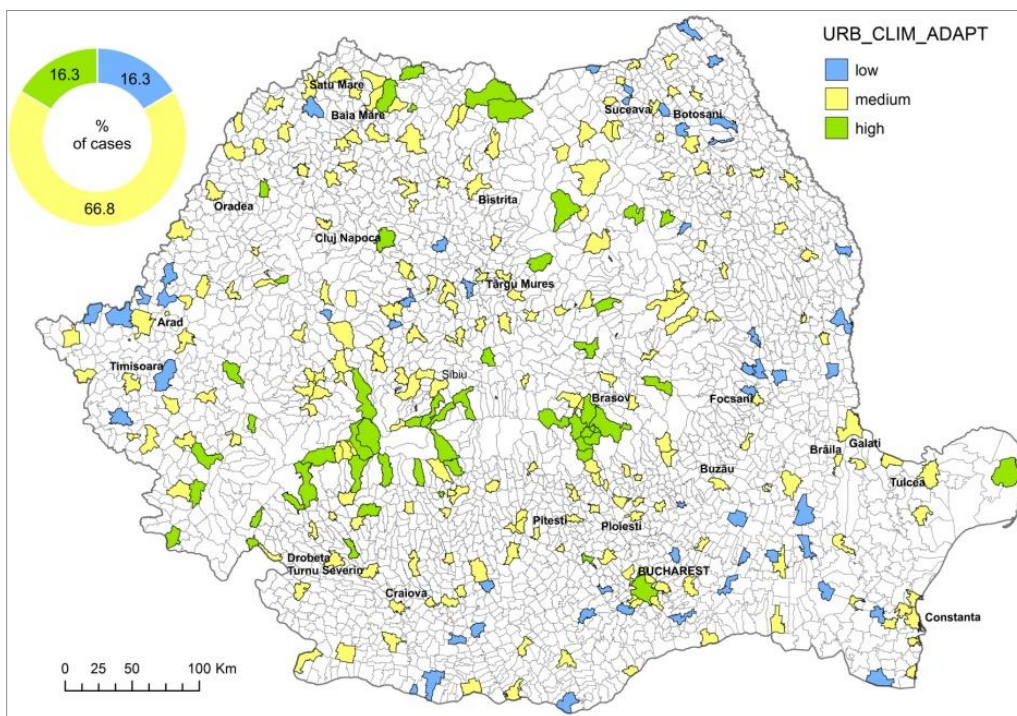 URB_CLIM_ADAPT
low
medium
high
16.3
16.3
%
of cases
66.8
Satu Mare
Baia Mare
Suceava
Botosani
Oradea
Bistrita
Cluj Napoca
Târgu Mures
Arad
Timisoara
Sibiu
Brasov
Focsani
Galati
Brăila
Buzău
Tulcea
Pitesti
Ploiesti
Drobeta
Turnu Severin
BUCHAREST
Craiova
Constanta
0 25 50 100 Km